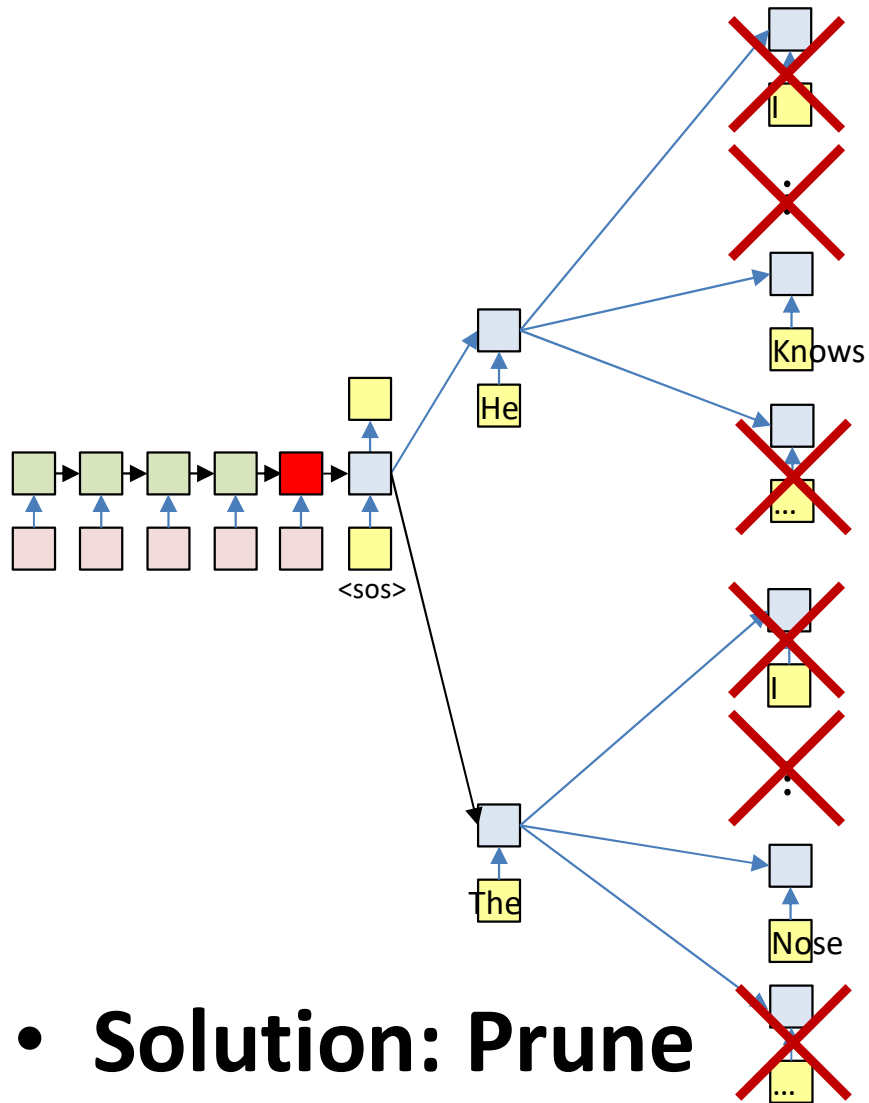 I
⋮
Knows
He
...
<sos>
I
⋮
The
Nose
...
• Solution: Prune